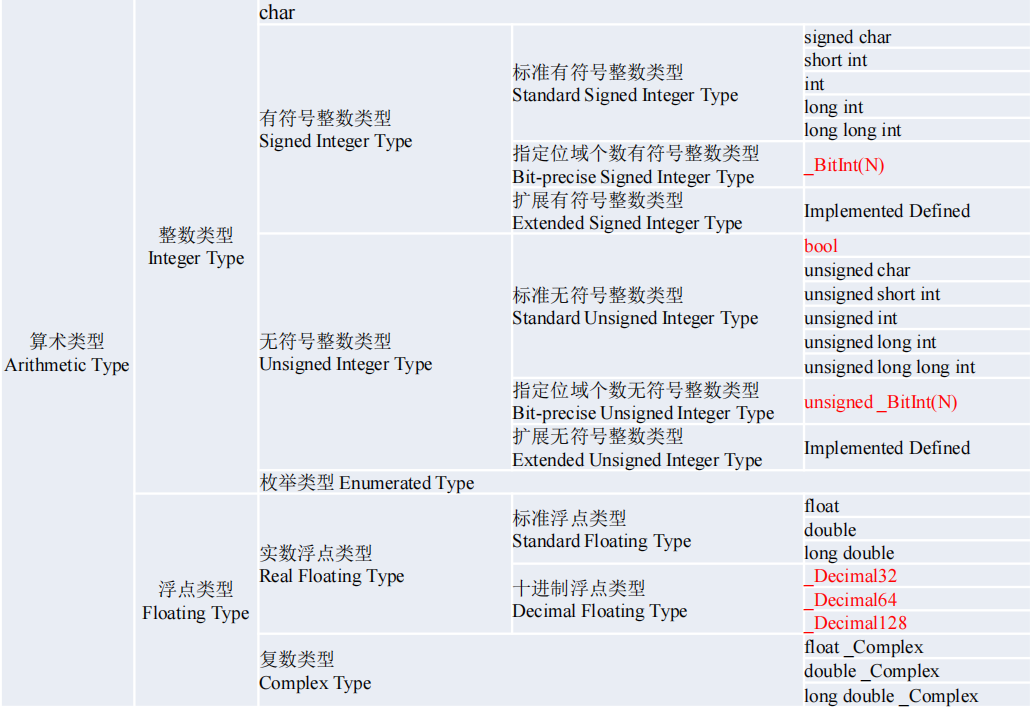 算术类型
Arithmetic Type
整数类型
Integer Type
char
有符号整数类型
Signed Integer Type
标准有符号整数类型
Standard Signed Integer Type
signed char
short int
int
long int
long long int
指定位域个数有符号整数类型
Bit-precise Signed Integer Type
_BitInt(N)
扩展有符号整数类型
Extended Signed Integer Type
Implemented Defined
无符号整数类型
Unsigned Integer Type
标准无符号整数类型
Standard Unsigned Integer Type
bool
unsigned char
unsigned short int
unsigned int
unsigned long int
unsigned long long int
指定位域个数无符号整数类型
Bit-precise Unsigned Integer Type
unsigned _BitInt(N)
扩展无符号整数类型
Extended Unsigned Integer Type
Implemented Defined
枚举类型 Enumerated Type
浮点类型
Floating Type
实数浮点类型
Real Floating Type
标准浮点类型
Standard Floating Type
float
double
long double
十进制浮点类型
Decimal Floating Type
_Decimal32
_Decimal64
_Decimal128
复数类型
Complex Type
float _Complex
double _Complex
long double _Complex